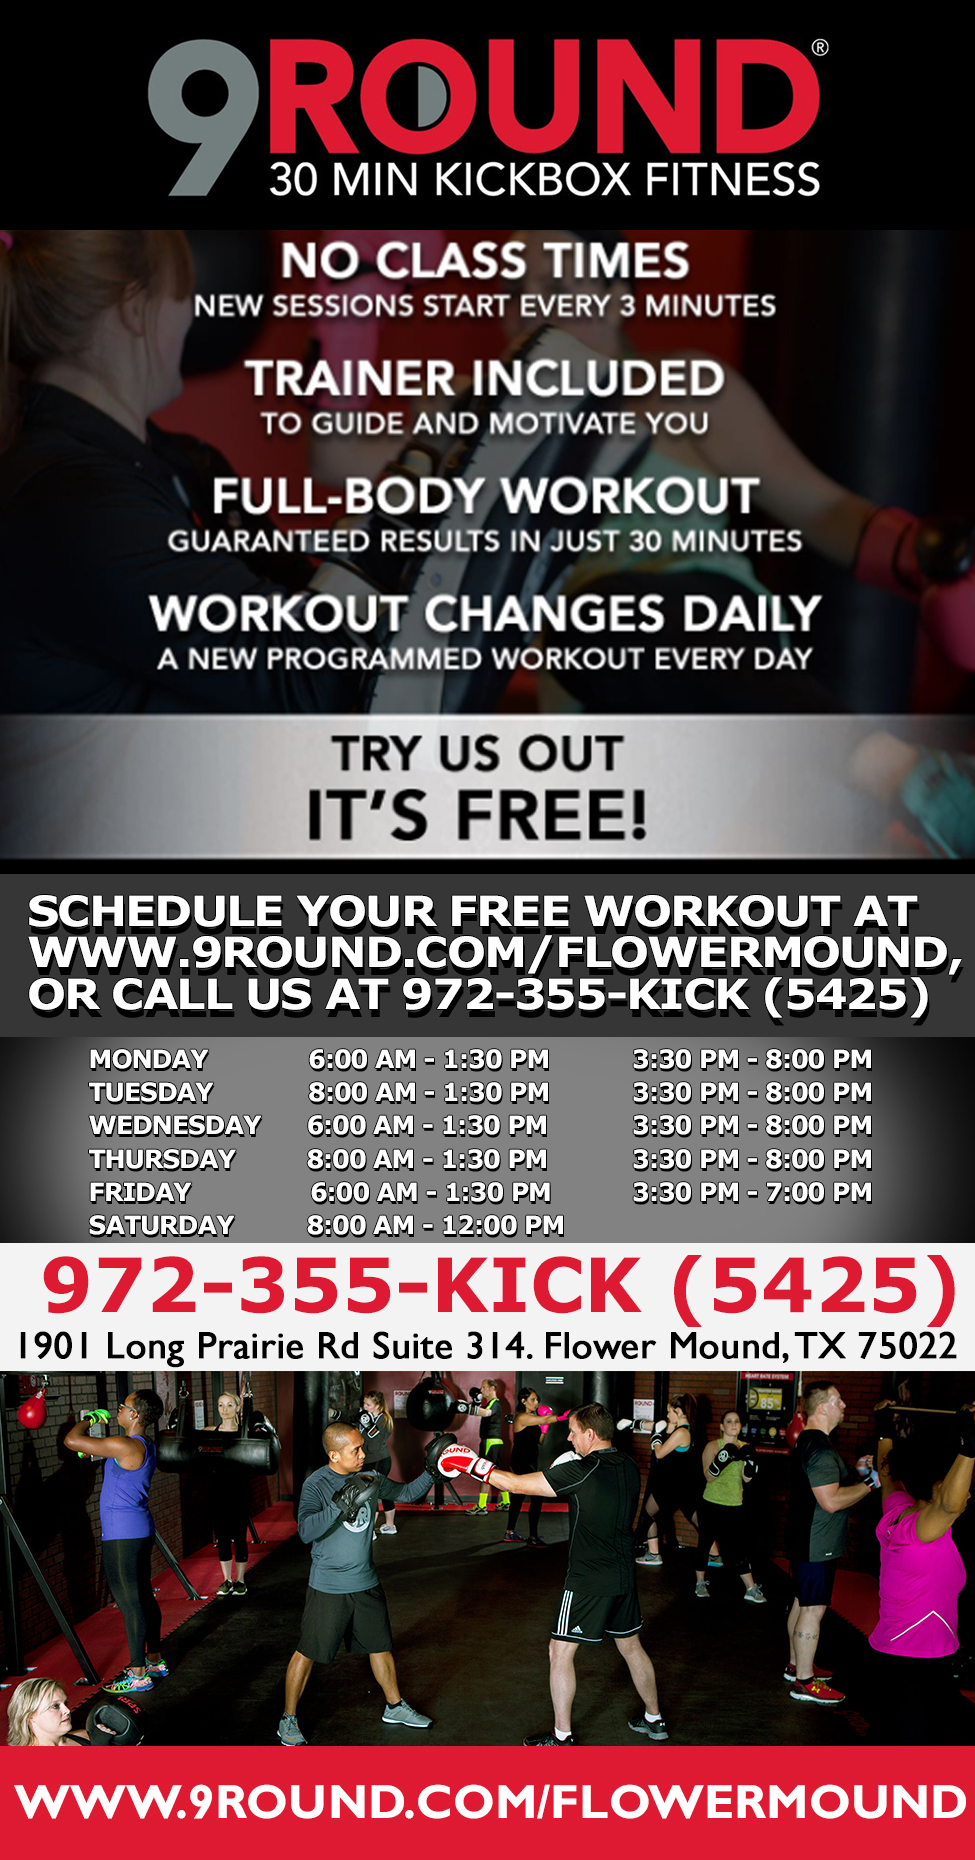 9ROUND®
30 MIN KICKBOX FITNESS
NO CLASS TIMES
NEW SESSIONS START EVERY 3 MINUTES
TRAINER INCLUDED
TO GUIDE AND MOTIVATE YOU
FULL-BODY WORKOUT
GUARANTEED RESULTS IN JUST 30 MINUTES
WORKOUT CHANGES DAILY
A NEW PROGRAMMED WORKOUT EVERY DAY
TRY US OUT
IT'S FREE!
SCHEDULE YOUR FREE WORKOUT AT
WWW.9ROUND.COM/FLOWERMOUND,
OR CALL US AT 972-355-KICK (5425)
MONDAY 6:00 AM - 1:30 PM 3:30 PM - 8:00 PM
TUESDAY 8:00 AM - 1:30 PM 3:30 PM - 8:00 PM
WEDNESDAY 6:00 AM - 1:30 PM 3:30 PM - 8:00 PM
THURSDAY 8:00 AM - 1:30 PM 3:30 PM - 8:00 PM
FRIDAY 6:00 AM - 1:30 PM 3:30 PM - 7:00 PM
SATURDAY 8:00 AM - 12:00 PM
972-355-KICK (5425)
1901 Long Prairie Rd Suite 314. Flower Mound, TX 75022
HEART RATE SYSTEM
85%
WWW.9ROUND.COM/FLOWERMOUND